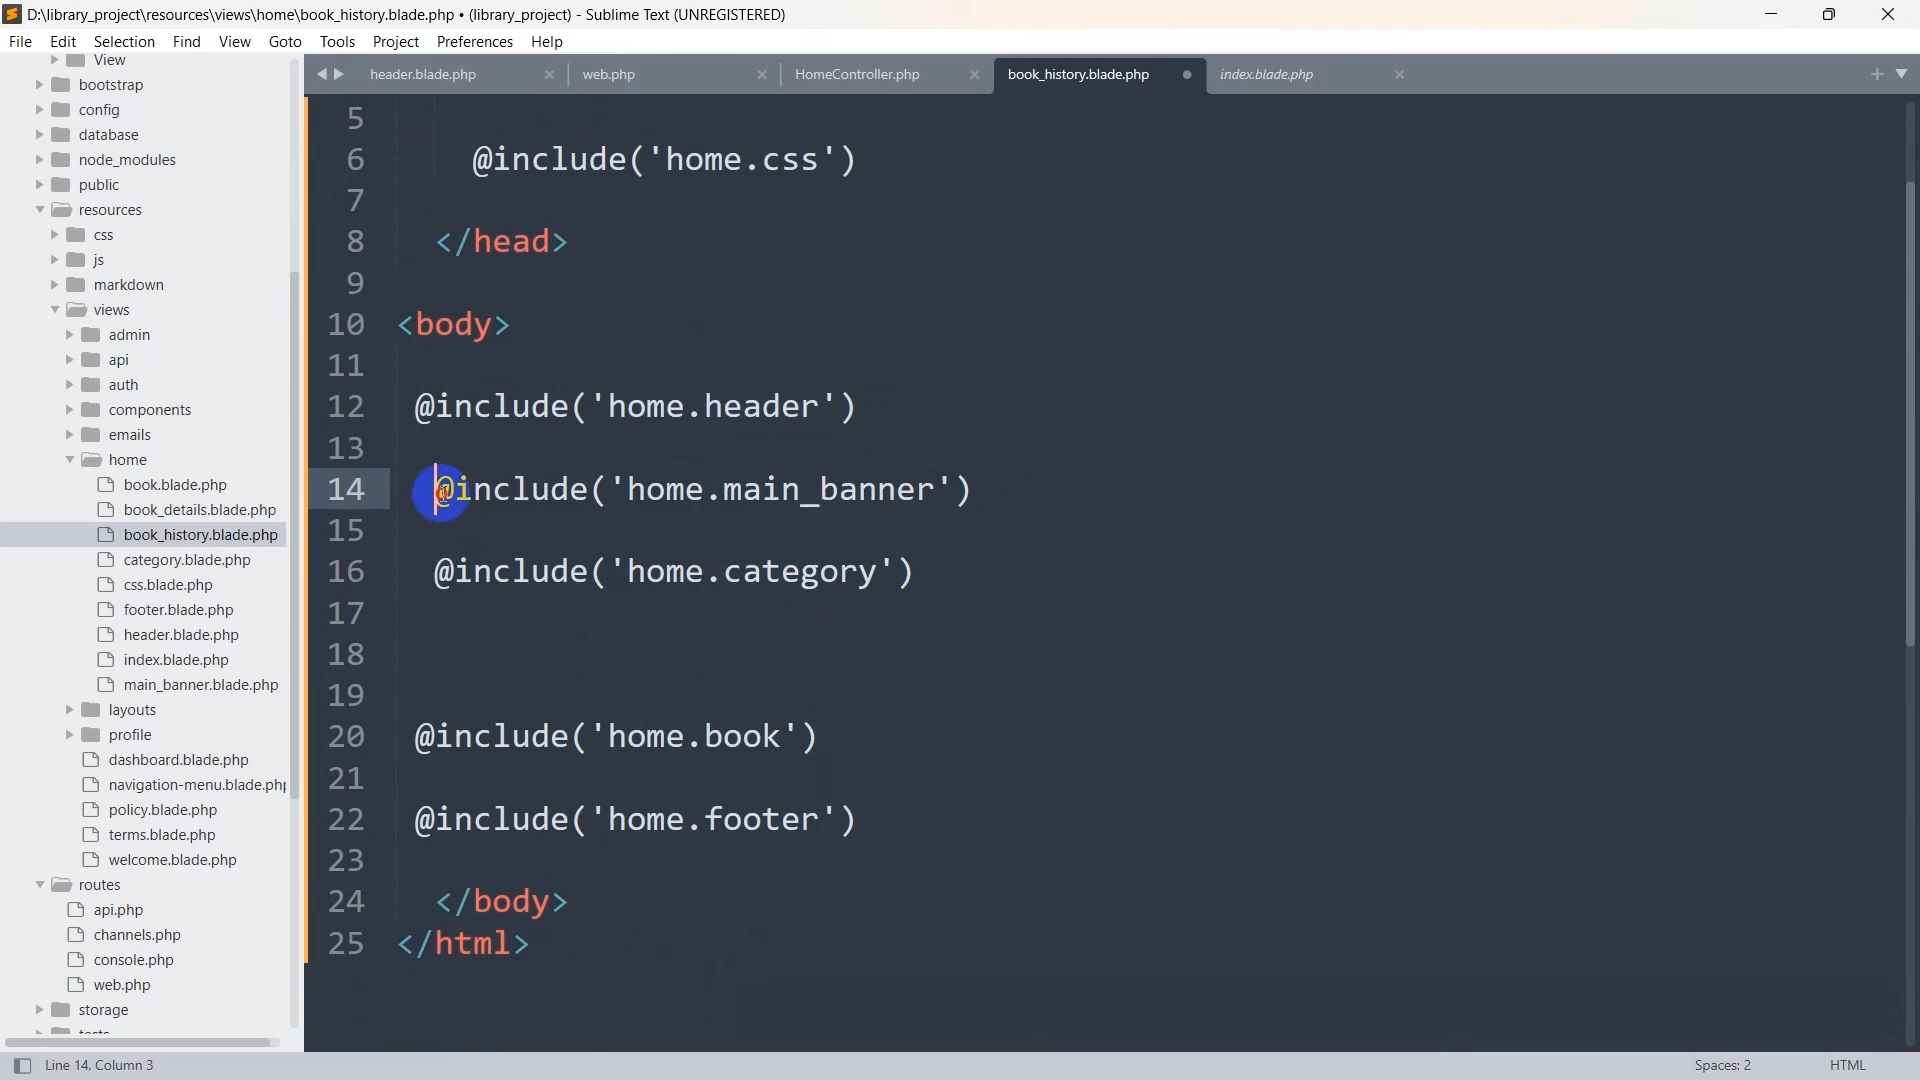 D:\library_project\resources\views\home\book_history.blade.php • (library_project) - Sublime Text (UNREGISTERED)
File Edit Selection Find View Goto Tools Project Preferences Help
View
bootstrap
config
database
node_modules
public
resources
css
js
markdown
views
admin
api
auth
components
emails
home
book.blade.php
book_details.blade.php
book_history.blade.php
category.blade.php
css.blade.php
footer.blade.php
header.blade.php
index.blade.php
main_banner.blade.php
layouts
profile
dashboard.blade.php
navigation-menu.blade.php
policy.blade.php
terms.blade.php
welcome.blade.php
routes
api.php
channels.php
console.php
web.php
storage
tests
header.blade.php web.php HomeController.php book_history.blade.php index.blade.php
5
6 @include('home.css')
7
8 </head>
9
10 <body>
11
12 @include('home.header')
13
14 @include('home.main_banner')
15
16 @include('home.category')
17
18
19
20 @include('home.book')
21
22 @include('home.footer')
23
24 </body>
25 </html>
Line 14, Column 3 Spaces: 2 HTML